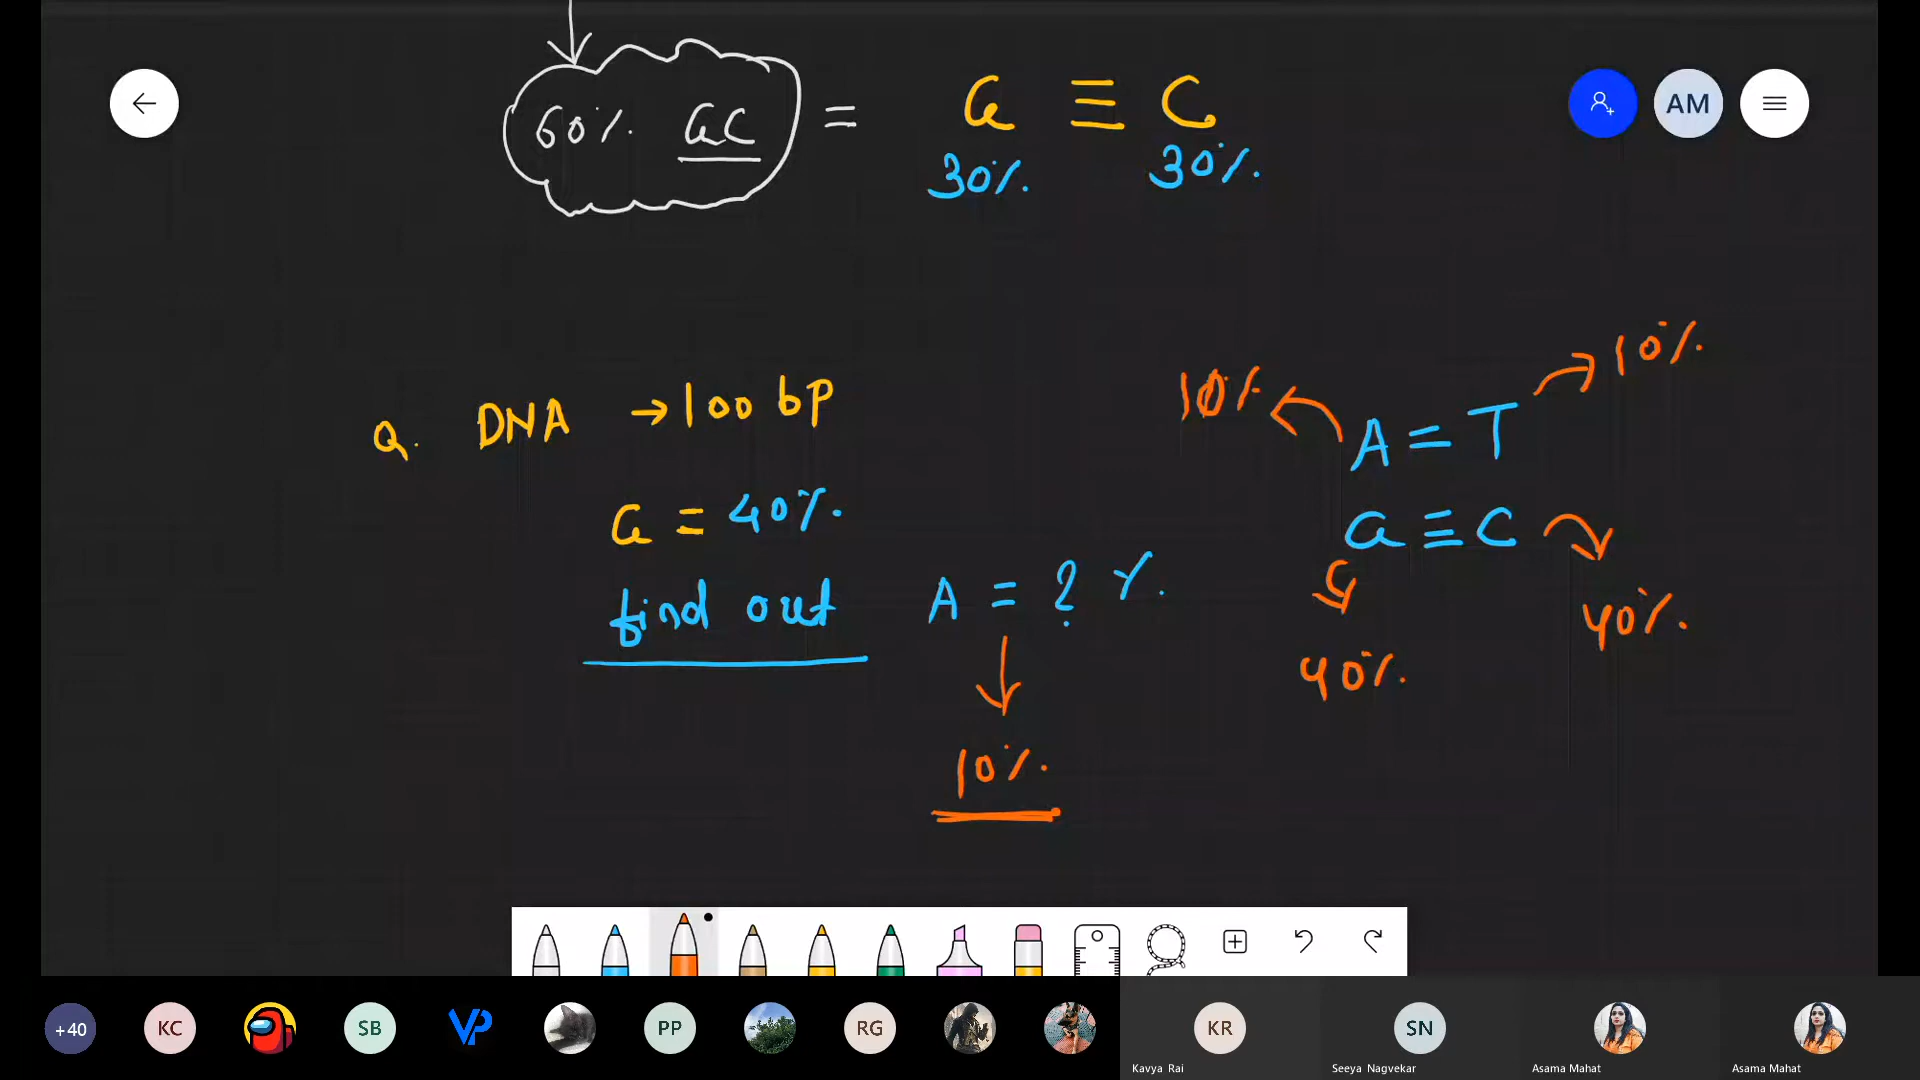 60% GC = G ≡ C
30% 30%
AM
Q. DNA → 100 bp
G = 40%.
find out A = ? %.
10%.
10% 10%.
A = T
G ≡ C
40%. 40%.
+40 KC SB VP PP RG KR SN
Kavya Rai Seeya Nagvekar Asama Mahat Asama Mahat